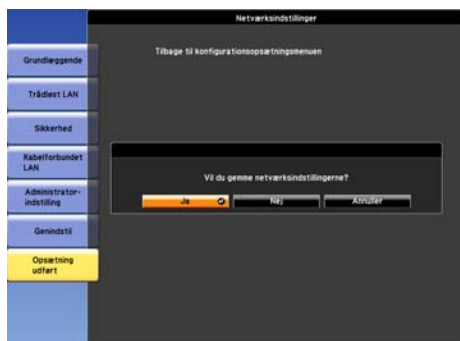 Netværksindstillinger
Tilbage til konfigurationsopsætningsmenuen
Grundlæggende
Trådløst LAN
Sikkerhed
Kabelforbundet
LAN
Administrator-
indstilling
Genindstil
Opsætning
udført
Vil du gemme netværksindstillingerne?
Ja
Nej
Annuller